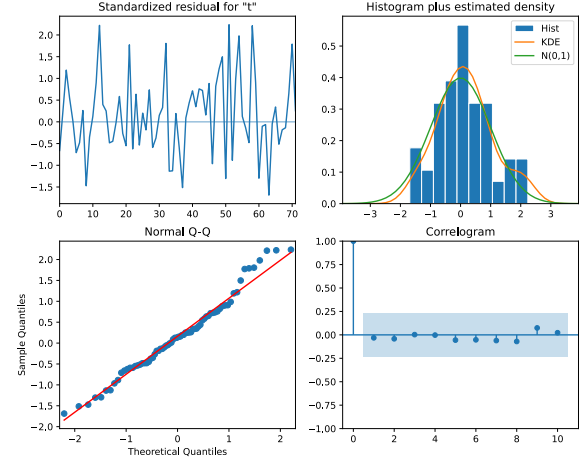 Standardized residual for "t"
2.0
1.5
1.0
0.5
0.0
−0.5
−1.0
−1.5
0 10 20 30 40 50 60 70
Histogram plus estimated density
Hist
KDE
N(0,1)
0.5
0.4
0.3
0.2
0.1
0.0
−3 −2 −1 0 1 2 3
Normal Q-Q
Sample Quantiles
2.0
1.5
1.0
0.5
0.0
−0.5
−1.0
−1.5
−2.0
−2 −1 0 1 2
Theoretical Quantiles
Correlogram
1.00
0.75
0.50
0.25
0.00
−0.25
−0.50
−0.75
−1.00
0 2 4 6 8 10